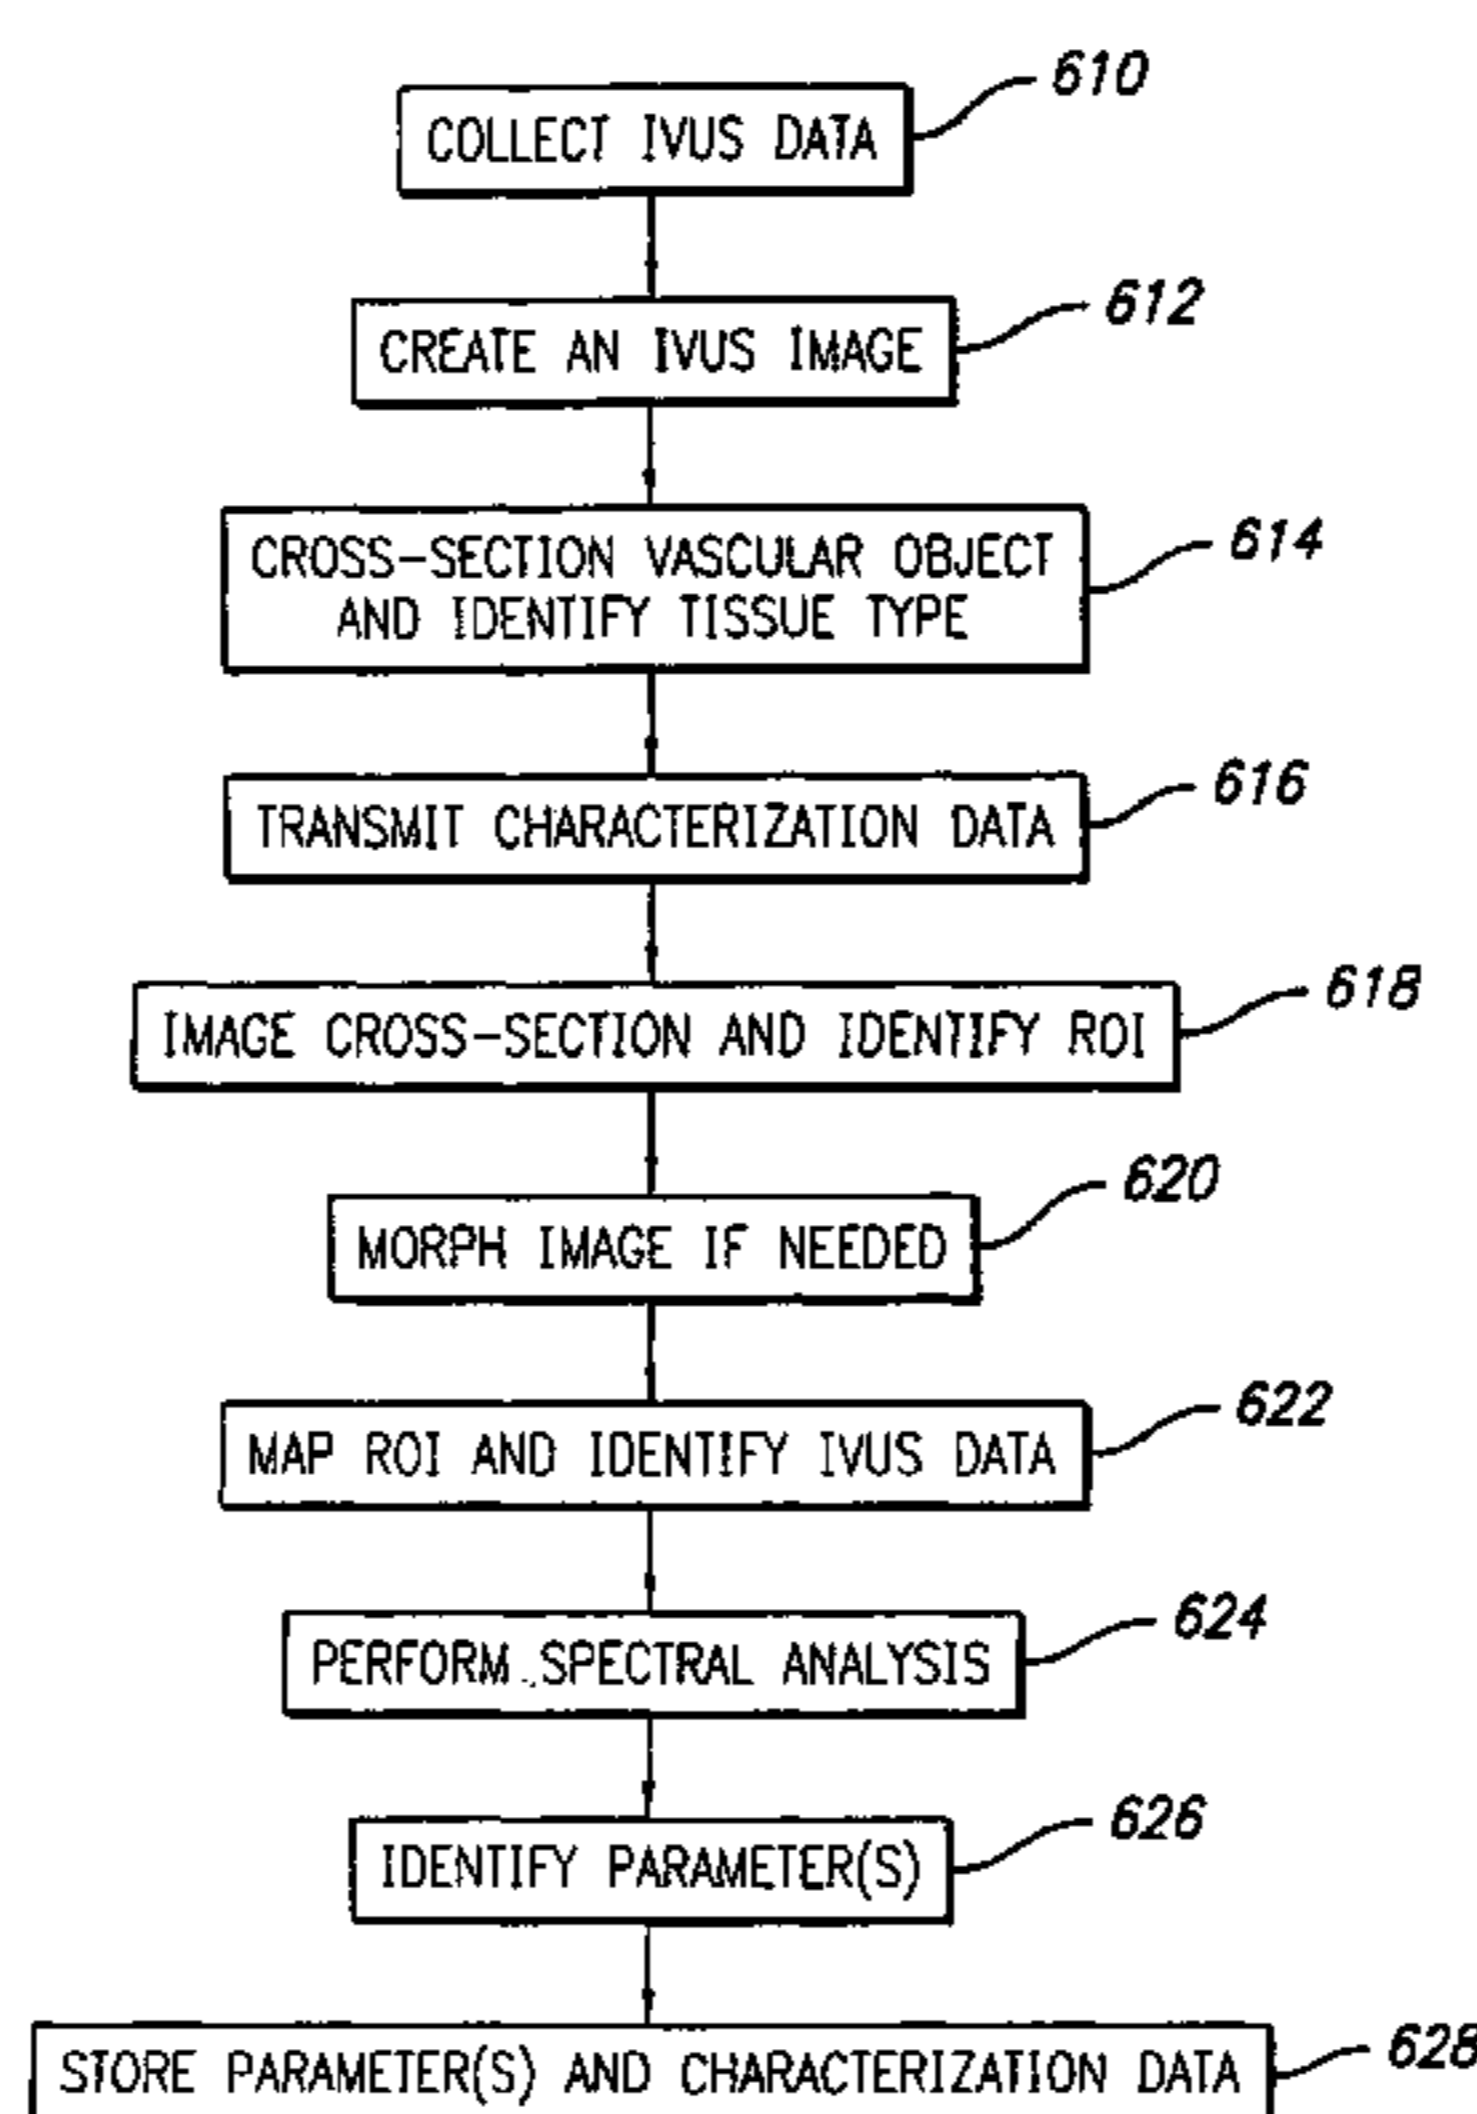 610
COLLECT IVUS DATA
612
CREATE AN IVUS IMAGE
614
CROSS-SECTION VASCULAR OBJECT
AND IDENTIFY TISSUE TYPE
616
TRANSMIT CHARACTERIZATION DATA
618
IMAGE CROSS-SECTION AND IDENTIFY ROI
620
MORPH IMAGE IF NEEDED
622
MAP ROI AND IDENTIFY IVUS DATA
624
PERFORM SPECTRAL ANALYSIS
626
IDENTIFY PARAMETER(S)
628
STORE PARAMETER(S) AND CHARACTERIZATION DATA